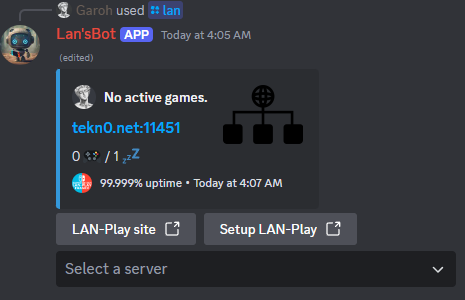 Garoh used lan
Lan'sBot APP Today at 4:05 AM
(edited)
No active games.
tekn0.net:11451
0 🎮 / 1 💤
99.999% uptime • Today at 4:07 AM
LAN-Play site
Setup LAN-Play
Select a server